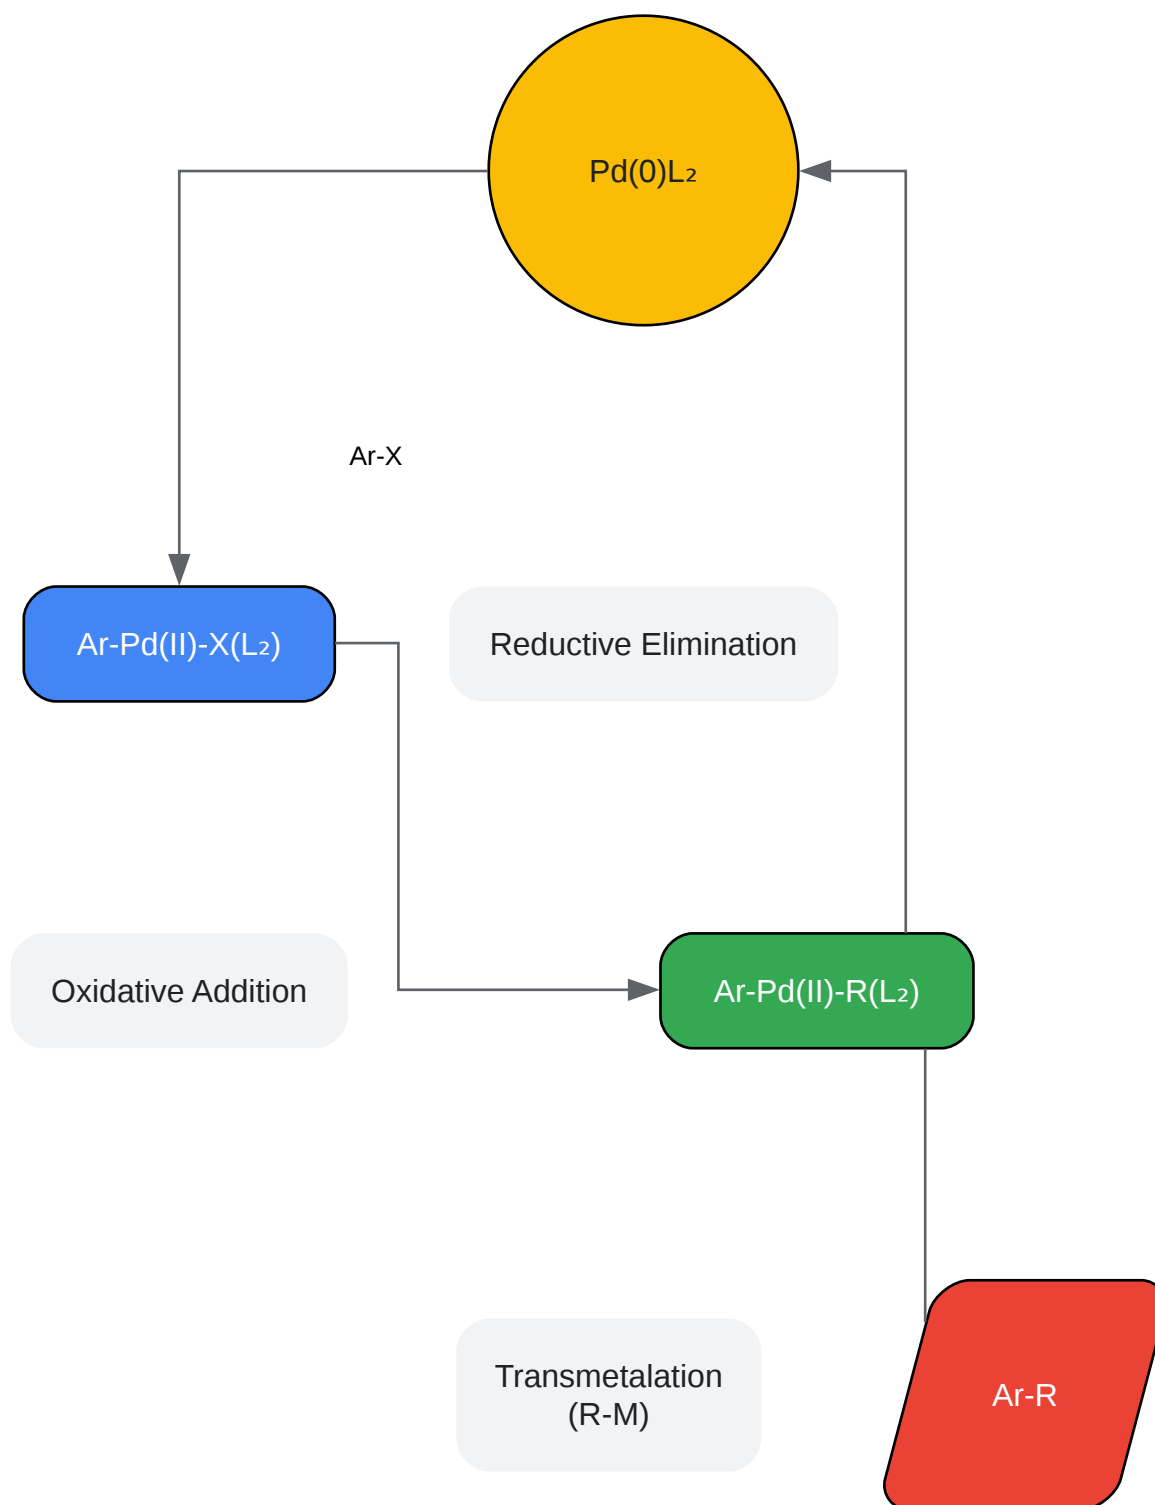 Pd(0)L₂
Ar-X
Ar-Pd(II)-X(L₂)
Reductive Elimination
Oxidative Addition
Ar-Pd(II)-R(L₂)
Transmetalation
(R-M)
Ar-R